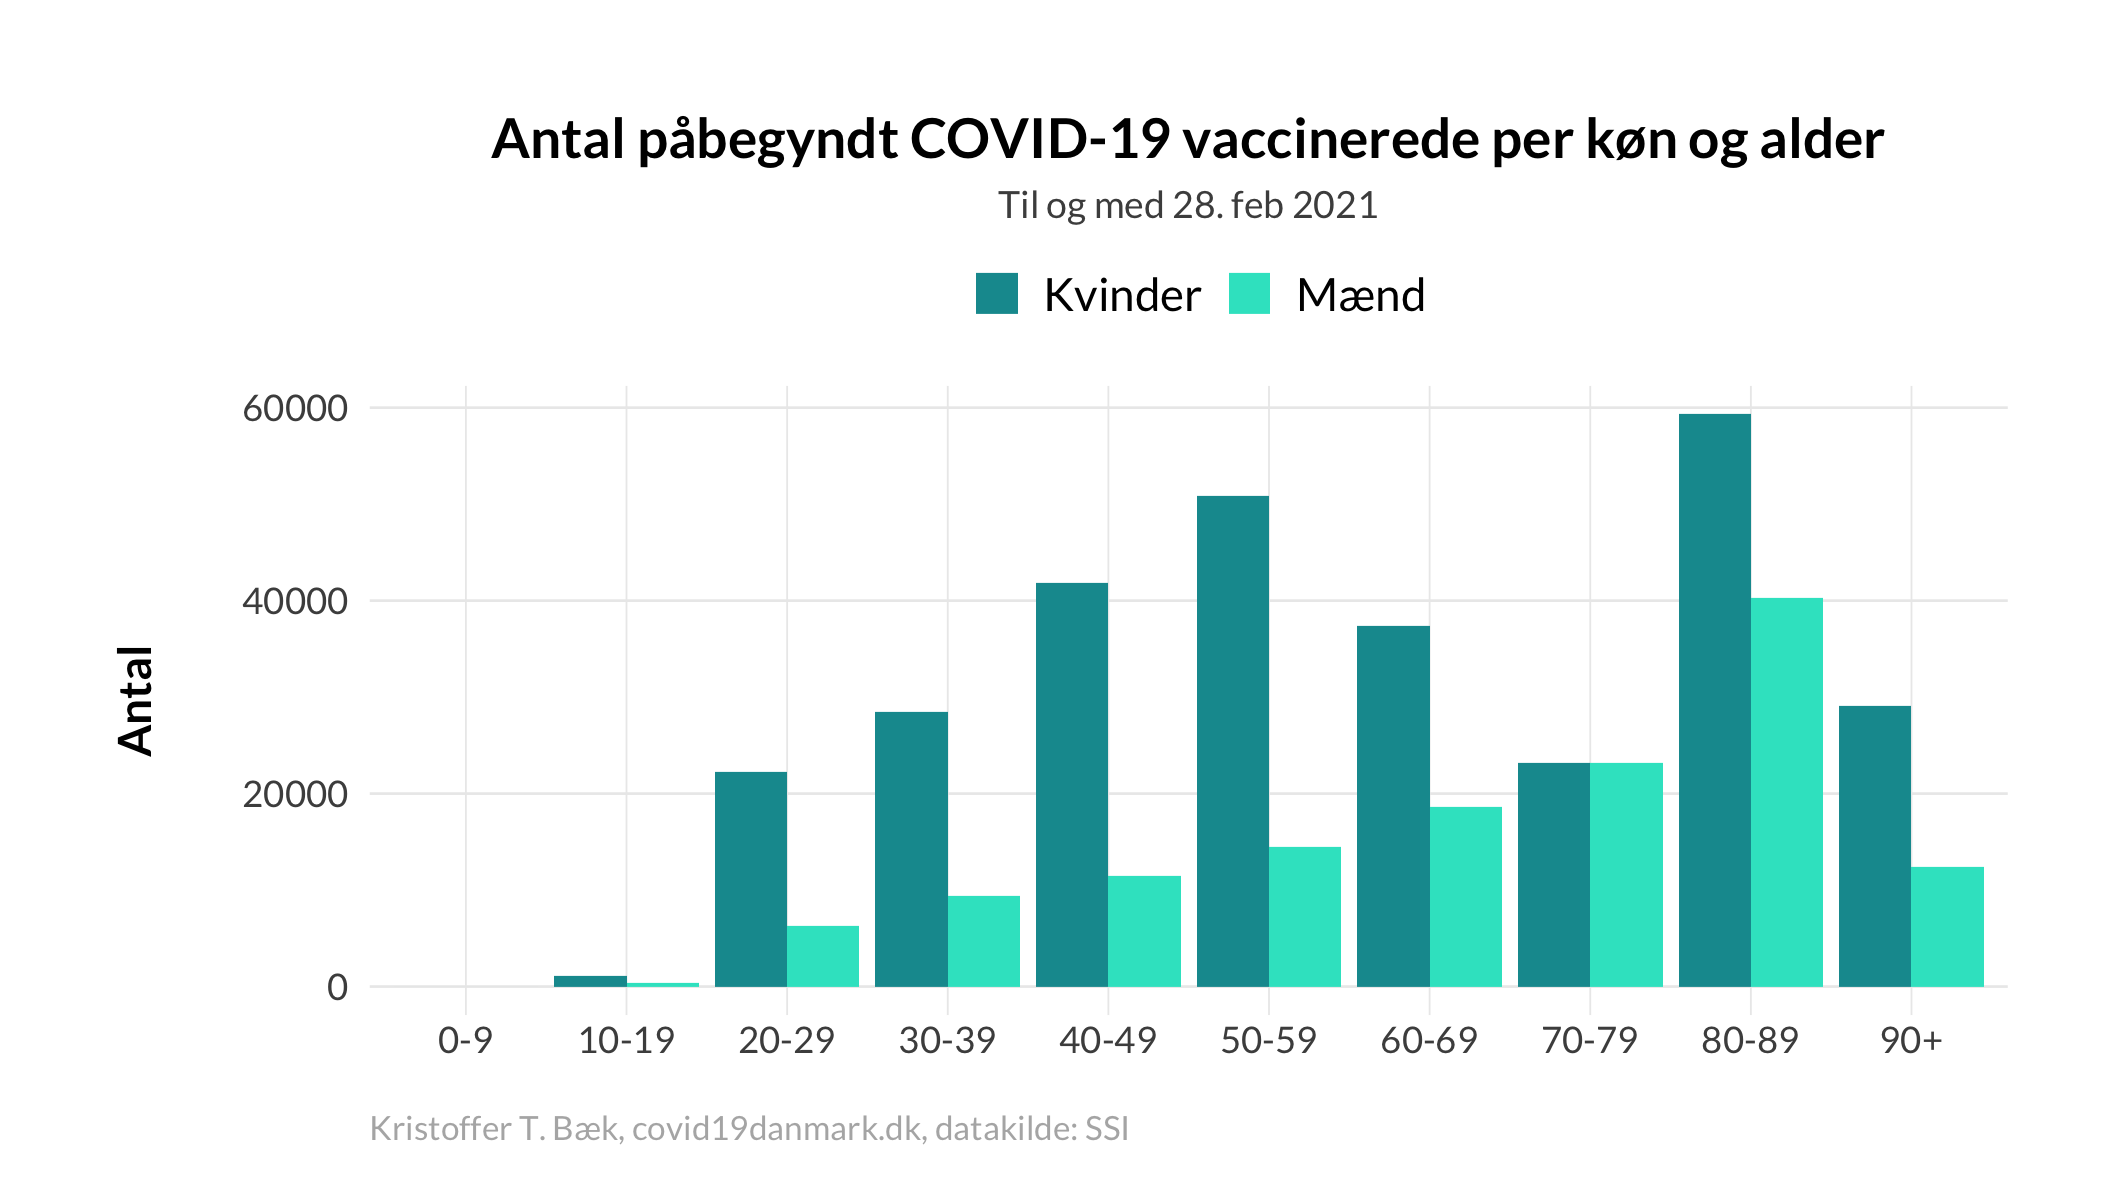 Antal påbegyndt COVID-19 vaccinerede per køn og alder
Til og med 28. feb 2021
Kvinder Mænd
60000
40000
20000
0
Antal
0-9 10-19 20-29 30-39 40-49 50-59 60-69 70-79 80-89 90+
Kristoffer T. Bæk, covid19danmark.dk, datakilde: SSI